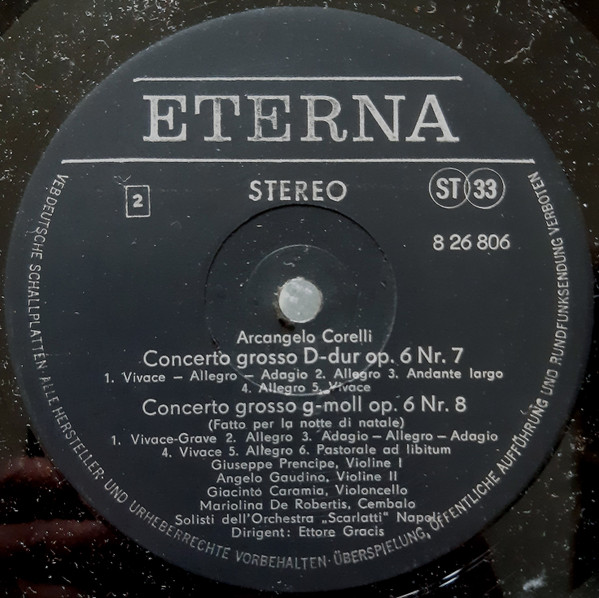 ETERNA
2 STEREO ST 33
8 26 806
Arcangelo Corelli
Concerto grosso D-dur op. 6 Nr. 7
1. Vivace – Allegro – Adagio 2. Allegro 3. Andante largo
4. Allegro 5. Vivace
Concerto grosso g-moll op. 6 Nr. 8
(Fatto per la notte di natale)
1. Vivace-Grave 2. Allegro 3. Adagio – Allegro – Adagio
4. Vivace 5. Allegro 6. Pastorale ad libitum
Giuseppe Prencipe, Violine I
Angelo Gaudino, Violine II
Giacinto Caramia, Violoncello
Mariolina De Robertis, Cembalo
Solisti dell'Orchestra „Scarlatti" Napoli
Dirigent: Ettore Gracis
VEB DEUTSCHE SCHALLPLATTEN · ALLE HERSTELLER- UND URHEBERRECHTE VORBEHALTEN · ÜBERSPIELUNG, ÖFFENTLICHE AUFFÜHRUNG UND RUNDFUNKSENDUNG VERBOTEN